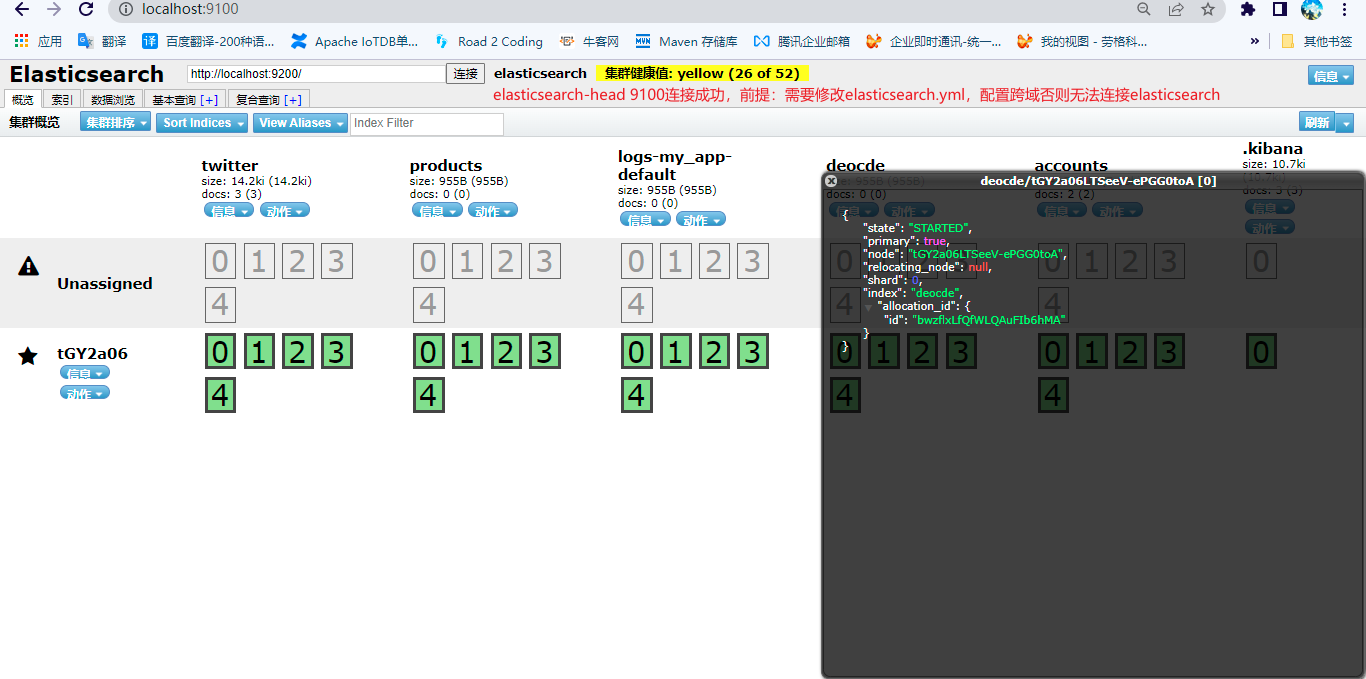 localhost:9100
应用 翻译 百度翻译-200种语... Apache IoTDB单... Road 2 Coding 牛客网 Maven 存储库 腾讯企业邮箱 企业即时通讯-统一... 我的视图 - 劳格科... » 其他书签
Elasticsearch http://localhost:9200/ 连接 elasticsearch 集群健康值: yellow (26 of 52) 信息
概览 索引 数据浏览 基本查询 [+] 复合查询 [+]
elasticsearch-head 9100连接成功，前提：需要修改elasticsearch.yml，配置跨域否则无法连接elasticsearch
集群概览 集群排序 Sort Indices View Aliases Index Filter 刷新
twitter
size: 14.2ki (14.2ki)
docs: 3 (3)
信息 动作
products
size: 955B (955B)
docs: 0 (0)
信息 动作
logs-my_app-
default
size: 955B (955B)
docs: 0 (0)
信息 动作
deocde
size: 955B (955B)
docs: 0 (0)
信息 动作
accounts
docs: 2 (2)
信息 动作
.kibana
size: 10.7ki
(10.7ki)
docs: 3 (3)
信息
动作
Unassigned
0 1 2 3 0 1 2 3 0 1 2 3 0 1 2 3 0 1 2 3 0
4 4 4 4 4
tGY2a06
信息
动作
0 1 2 3 0 1 2 3 0 1 2 3 0 1 2 3 0 1 2 3 0
4 4 4 4 4
deocde/tGY2a06LTSeeV-ePGG0toA [0]
{
"state": "STARTED",
"primary": true,
"node": "tGY2a06LTSeeV-ePGG0toA",
"relocating_node": null,
"shard": 0,
"index": "deocde",
"allocation_id": {
"id": "bwzflxLfQfWLQAuFIb6hMA"
}
}